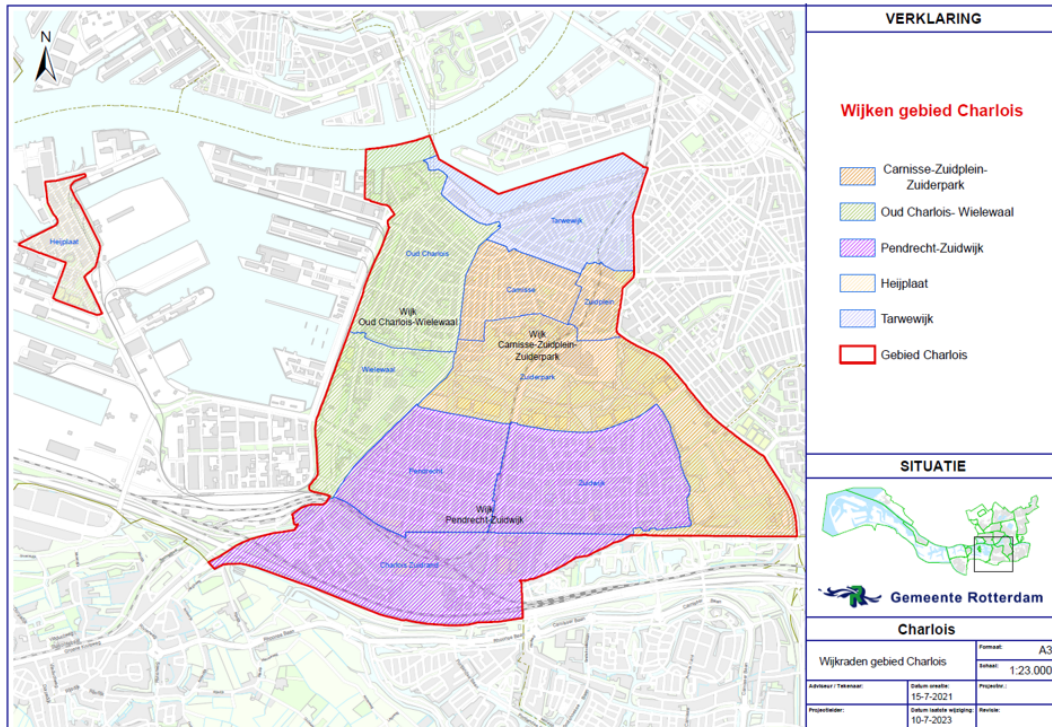 N
Heijplaat
Tarwewijk
Oud Charlois
Carnisse
Zuidplein
Wijk
Oud Charlois-Wielewaal
Wijk
Carnisse-Zuidplein-
Zuiderpark
Wielewaal
Zuiderpark
Pendrecht
Zuidwijk
Wijk
Pendrecht-Zuidwijk
Charlois Zuidrand
VERKLARING
Wijken gebied Charlois
Carnisse-Zuidplein-
Zuiderpark
Oud Charlois- Wielewaal
Pendrecht-Zuidwijk
Heijplaat
Tarwewijk
Gebied Charlois
SITUATIE
Gemeente Rotterdam
Charlois
Wijkraden gebied Charlois
Formaat: A3
Schaal: 1:23.000
Adviseur / Tekenaar:
Datum creatie:
15-7-2021
Projectnr.:
Projectleider:
Datum laatste wijziging:
10-7-2023
Revisie: